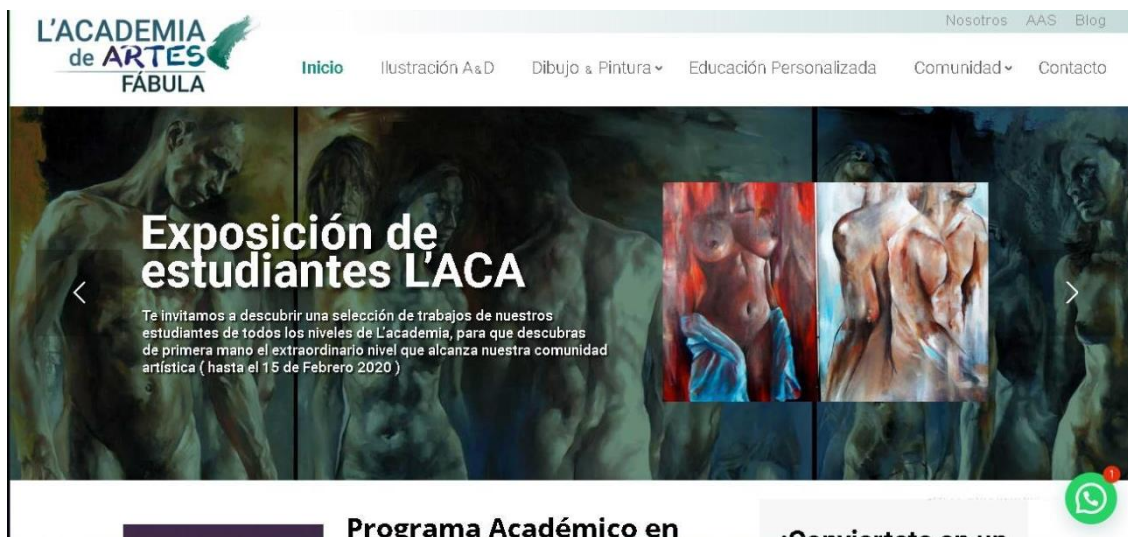 Nosotros AAS Blog
L'ACADEMIA
de ARTES
FÁBULA
Inicio Ilustración A&D Dibujo & Pintura Educación Personalizada Comunidad Contacto
Exposición de
estudiantes L'ACA
Te invitamos a descubrir una selección de trabajos de nuestros
estudiantes de todos los niveles de L'academia, para que descubras
de primera mano el extraordinario nivel que alcanza nuestra comunidad
artística ( hasta el 15 de Febrero 2020 )
1
Programa Académico en
¡Conviertete en un